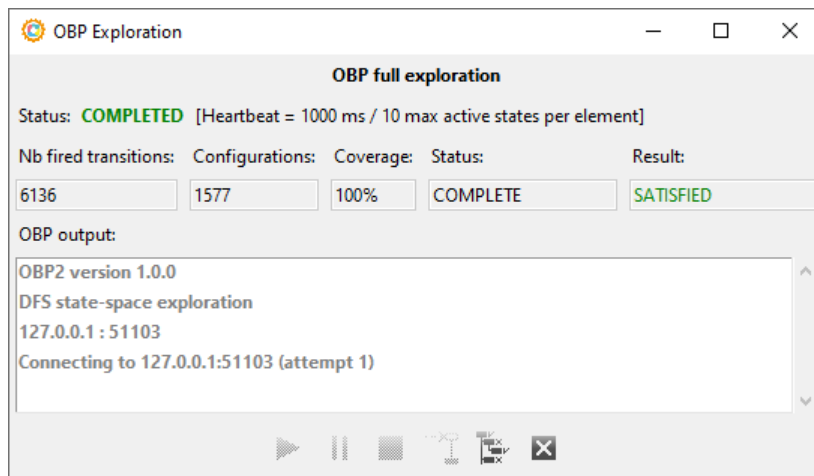 OBP Exploration
OBP full exploration
Status: COMPLETED [Heartbeat = 1000 ms / 10 max active states per element]
Nb fired transitions: Configurations: Coverage: Status: Result:
6136 1577 100% COMPLETE SATISFIED
OBP output:
OBP2 version 1.0.0
DFS state-space exploration
127.0.0.1 : 51103
Connecting to 127.0.0.1:51103 (attempt 1)